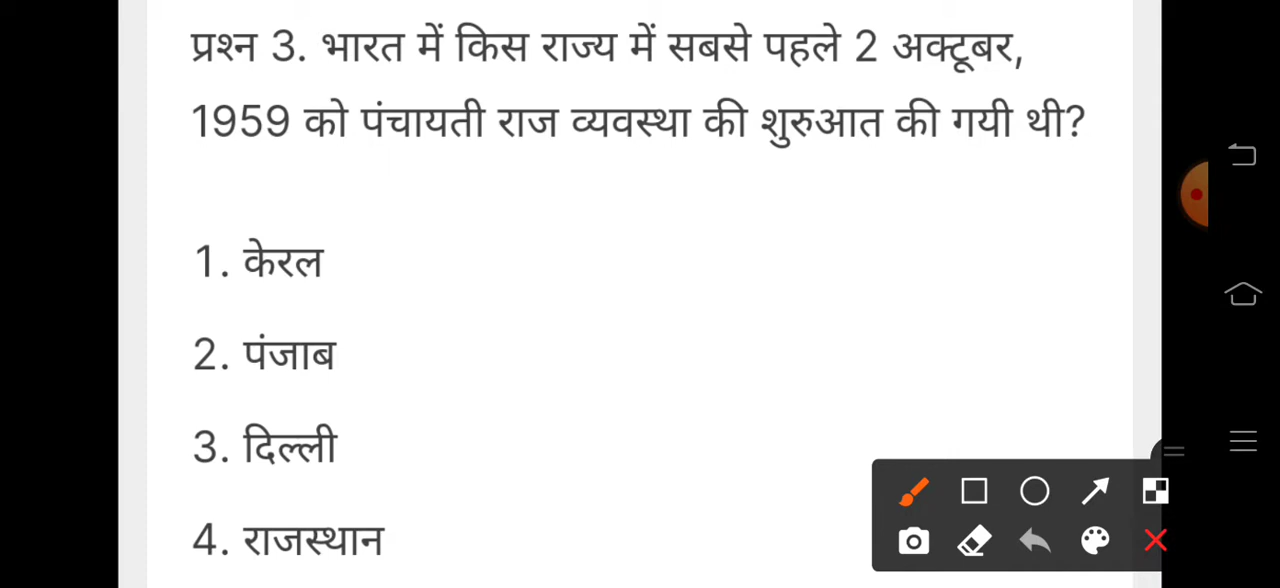 प्रश्न 3. भारत में किस राज्य में सबसे पहले 2 अक्टूबर,
1959 को पंचायती राज व्यवस्था की शुरुआत की गयी थी?
1. केरल
2. पंजाब
3. दिल्ली
4. राजस्थान